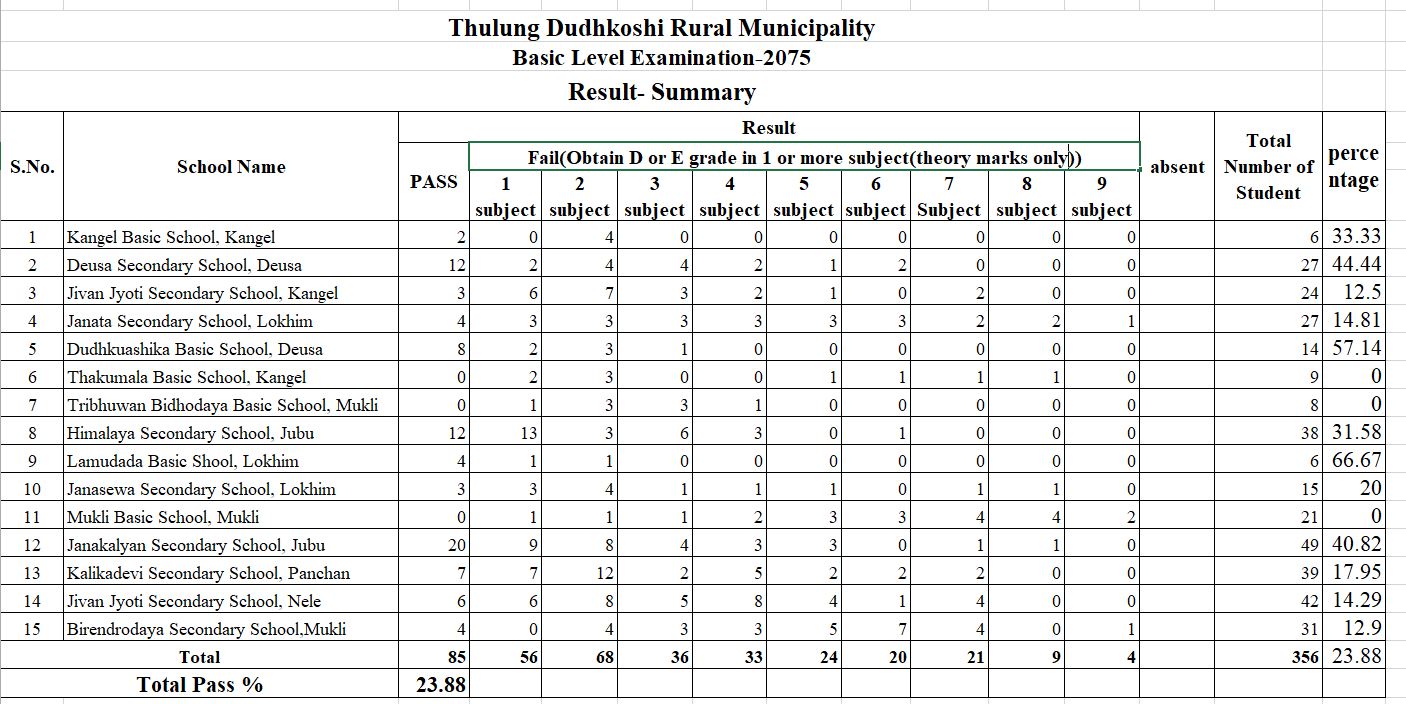 Thulung Dudhkoshi Rural Municipality
Basic Level Examination-2075
Result- Summary
S.No. School Name Result absent Total Number of Student perce ntage
PASS Fail(Obtain D or E grade in 1 or more subject(theory marks only))
1 subject 2 subject 3 subject 4 subject 5 subject 6 subject 7 Subject 8 subject 9 subject
1 Kangel Basic School, Kangel 2 0 4 0 0 0 0 0 0 0 6 33.33
2 Deusa Secondary School, Deusa 12 2 4 4 2 1 2 0 0 0 27 44.44
3 Jivan Jyoti Secondary School, Kangel 3 6 7 3 2 1 0 2 0 0 24 12.5
4 Janata Secondary School, Lokhim 4 3 3 3 3 3 3 2 2 1 27 14.81
5 Dudhkuashika Basic School, Deusa 8 2 3 1 0 0 0 0 0 0 14 57.14
6 Thakumala Basic School, Kangel 0 2 3 0 0 1 1 1 1 0 9 0
7 Tribhuwan Bidhodaya Basic School, Mukli 0 1 3 3 1 0 0 0 0 0 8 0
8 Himalaya Secondary School, Jubu 12 13 3 6 3 0 1 0 0 0 38 31.58
9 Lamudada Basic Shool, Lokhim 4 1 1 0 0 0 0 0 0 0 6 66.67
10 Janasewa Secondary School, Lokhim 3 3 4 1 1 1 0 1 1 0 15 20
11 Mukli Basic School, Mukli 0 1 1 1 2 3 3 4 4 2 21 0
12 Janakalyan Secondary School, Jubu 20 9 8 4 3 3 0 1 1 0 49 40.82
13 Kalikadevi Secondary School, Panchan 7 7 12 2 5 2 2 2 0 0 39 17.95
14 Jivan Jyoti Secondary School, Nele 6 6 8 5 8 4 1 4 0 0 42 14.29
15 Birendrodaya Secondary School,Mukli 4 0 4 3 3 5 7 4 0 1 31 12.9
Total 85 56 68 36 33 24 20 21 9 4 356 23.88
Total Pass % 23.88